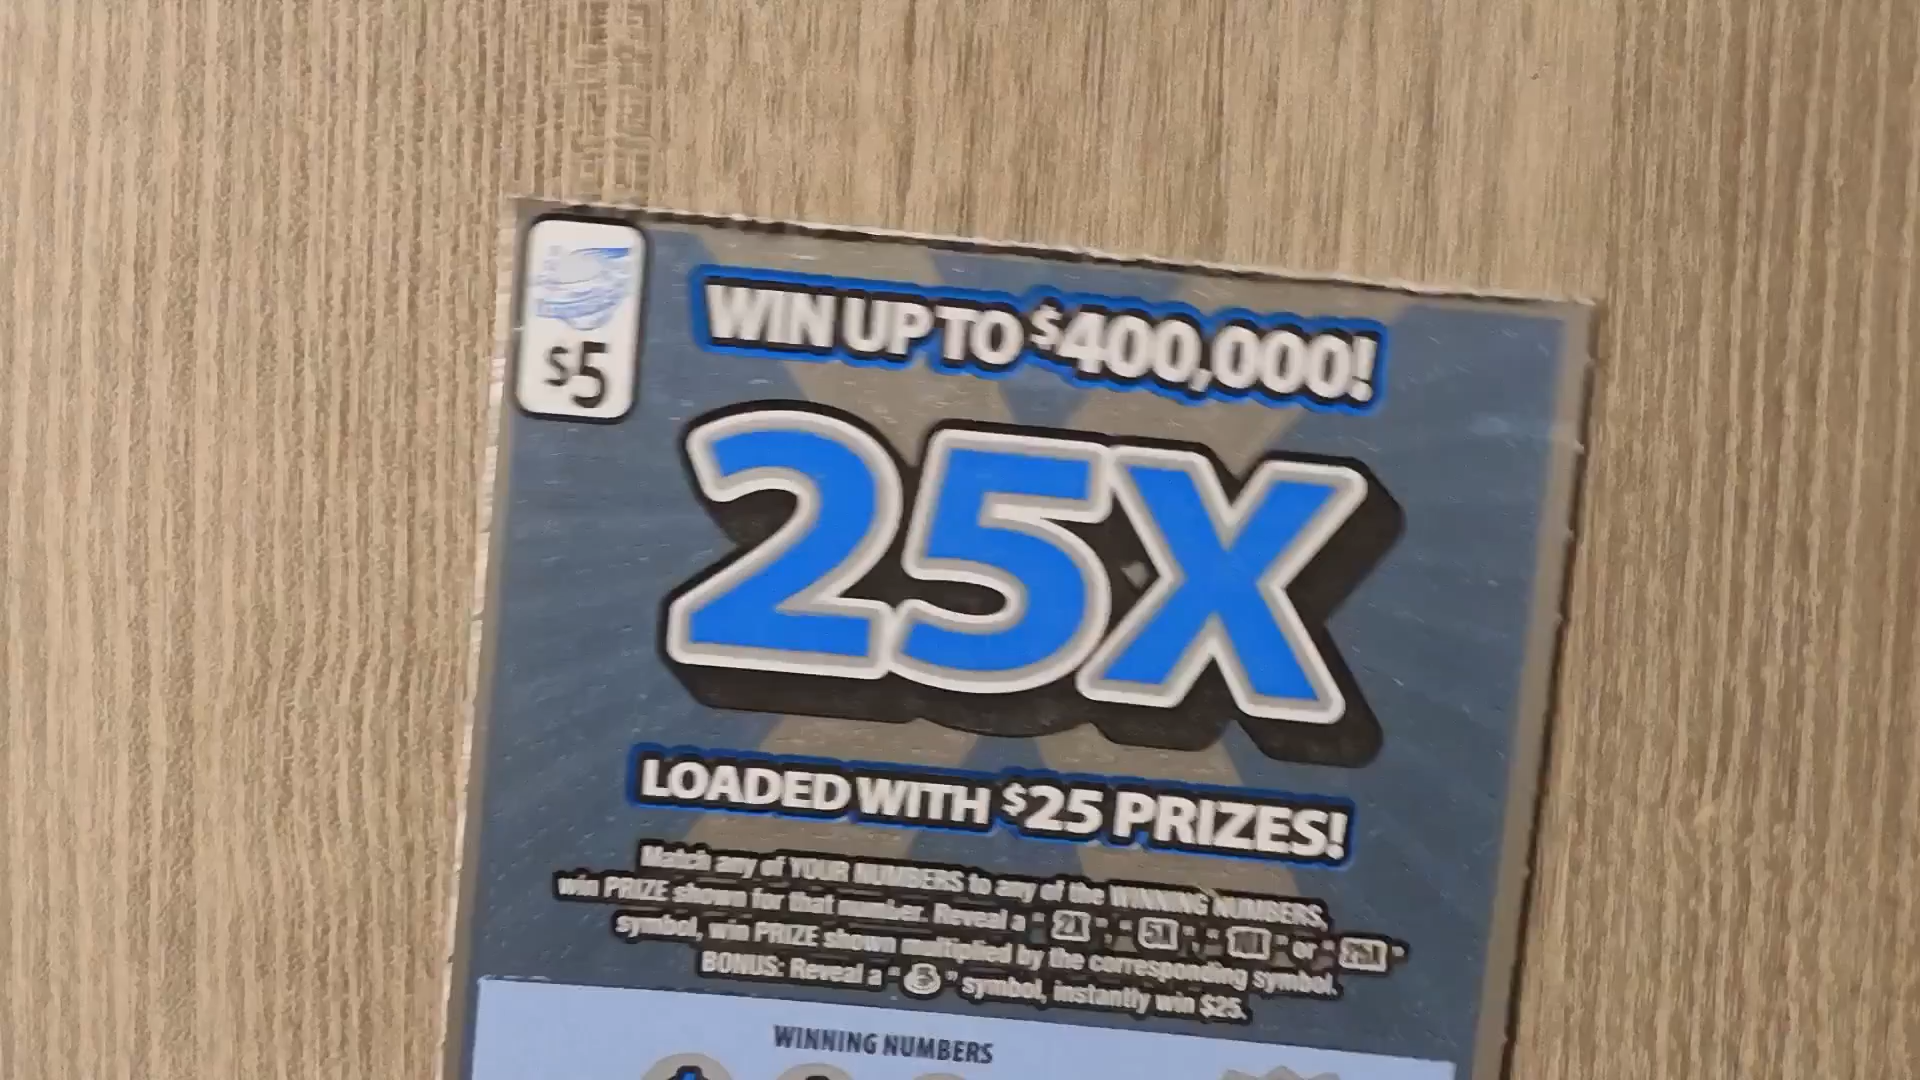 $5
WIN UP TO $400,000!
25X
LOADED WITH $25 PRIZES!
Match any of YOUR NUMBERS to any of the WINNING NUMBERS,
win PRIZE shown for that number. Reveal a "2X", "5X", "10X" or "25X"
symbol, win PRIZE shown multiplied by the corresponding symbol.
BONUS: Reveal a " " symbol, instantly win $25.
WINNING NUMBERS